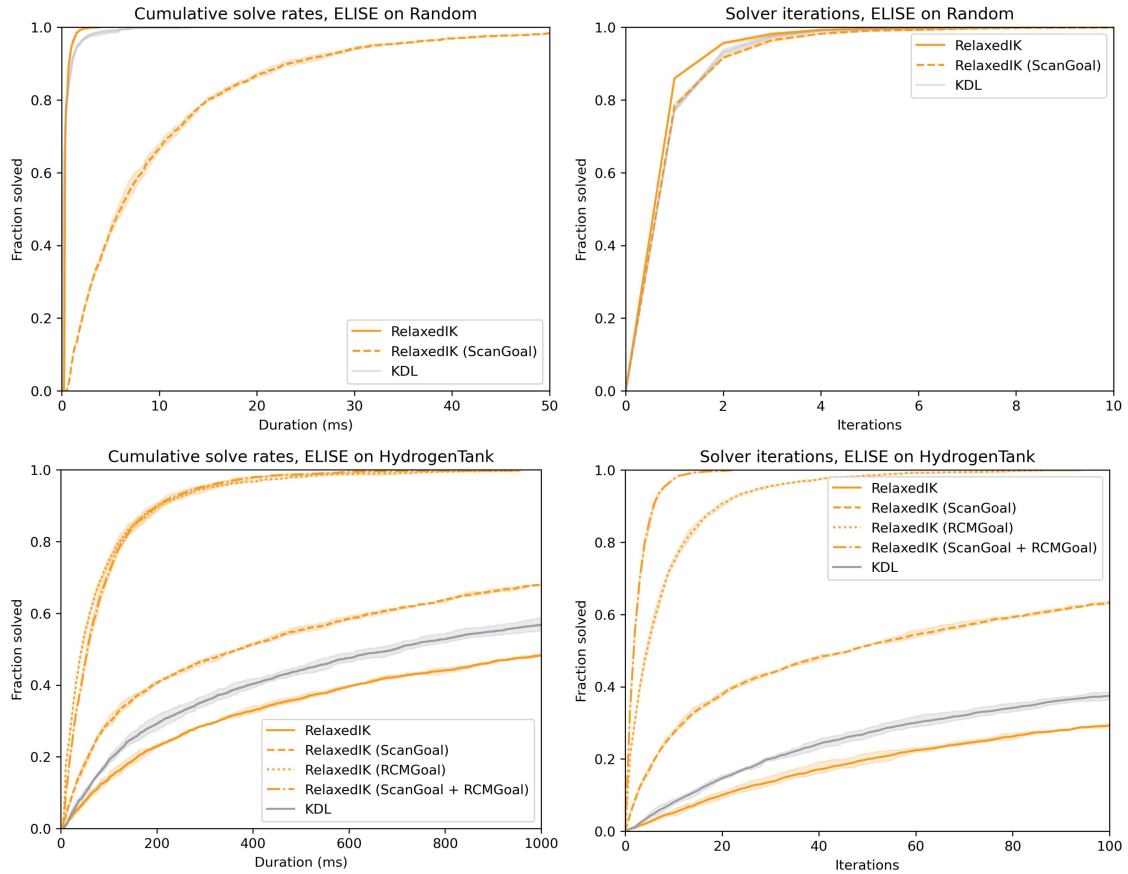 Cumulative solve rates, ELISE on Random
1.0
0.8
0.6
0.4
0.2
0.0
Fraction solved
0 10 20 30 40 50
Duration (ms)
RelaxedIK
RelaxedIK (ScanGoal)
KDL
Solver iterations, ELISE on Random
1.0
0.8
0.6
0.4
0.2
0.0
Fraction solved
0 2 4 6 8 10
Iterations
RelaxedIK
RelaxedIK (ScanGoal)
KDL
Cumulative solve rates, ELISE on HydrogenTank
1.0
0.8
0.6
0.4
0.2
0.0
Fraction solved
0 200 400 600 800 1000
Duration (ms)
RelaxedIK
RelaxedIK (ScanGoal)
RelaxedIK (RCMGoal)
RelaxedIK (ScanGoal + RCMGoal)
KDL
Solver iterations, ELISE on HydrogenTank
1.0
0.8
0.6
0.4
0.2
0.0
Fraction solved
0 20 40 60 80 100
Iterations
RelaxedIK
RelaxedIK (ScanGoal)
RelaxedIK (RCMGoal)
RelaxedIK (ScanGoal + RCMGoal)
KDL